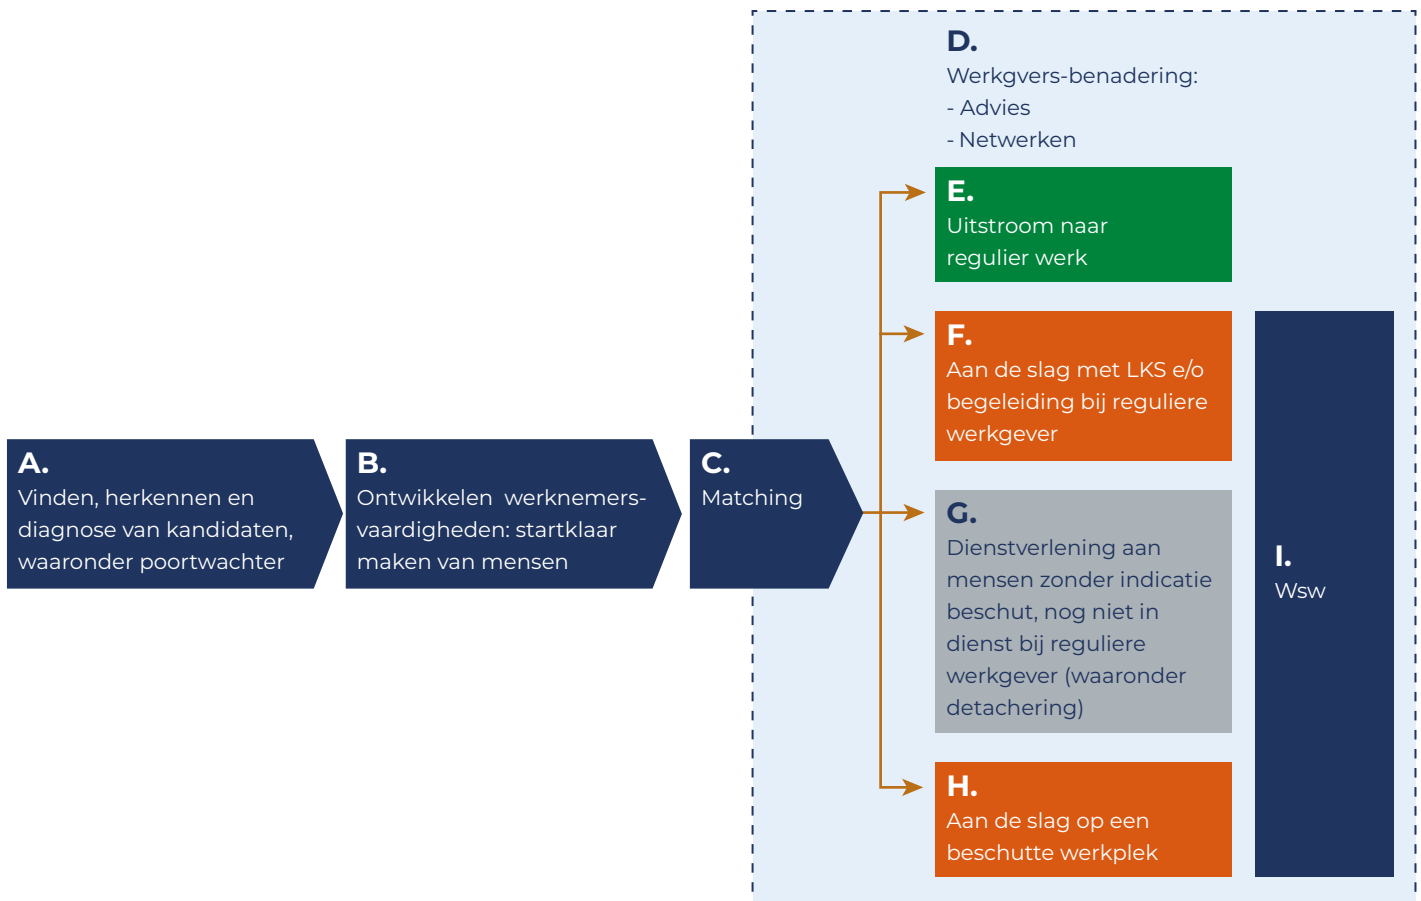 A.
Vinden, herkennen en
diagnose van kandidaten,
waaronder poortwachter
B.
Ontwikkelen werknemers-
vaardigheden: startklaar
maken van mensen
C.
Matching
D.
Werkgvers-benadering:
- Advies
- Netwerken
E.
Uitstroom naar
regulier werk
F.
Aan de slag met LKS e/o
begeleiding bij reguliere
werkgever
G.
Dienstverlening aan
mensen zonder indicatie
beschut, nog niet in
dienst bij reguliere
werkgever (waaronder
detachering)
H.
Aan de slag op een
beschutte werkplek
I.
Wsw